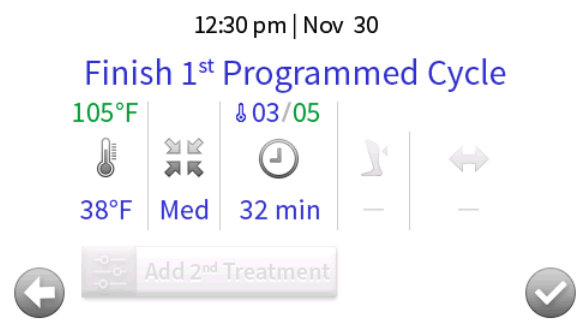 12:30 pm | Nov 30
Finish 1st Programmed Cycle
105°F 03/05
38°F Med 32 min — —
Add 2nd Treatment